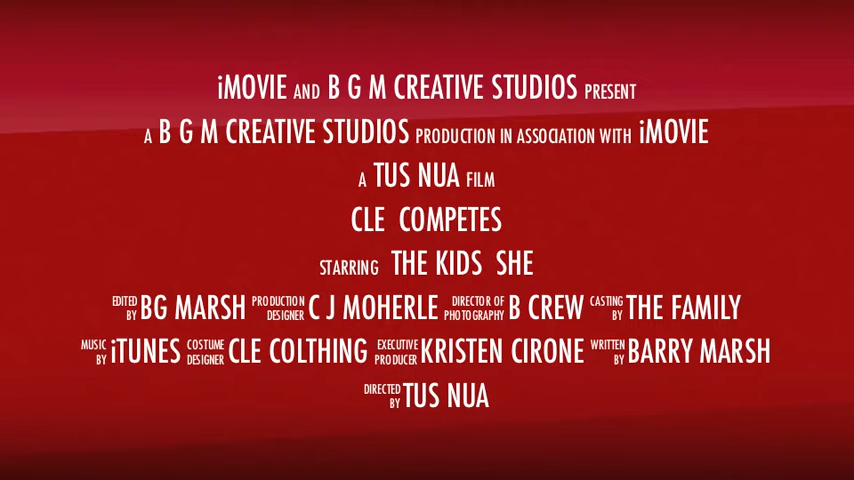 iMOVIE AND B G M CREATIVE STUDIOS PRESENT
A B G M CREATIVE STUDIOS PRODUCTION IN ASSOCIATION WITH iMOVIE
A TUS NUA FILM
CLE COMPETES
STARRING THE KIDS SHE
EDITED BY BG MARSH PRODUCTION DESIGNER C J MOHERLE DIRECTOR OF PHOTOGRAPHY B CREW CASTING BY THE FAMILY
MUSIC BY iTUNES COSTUME DESIGNER CLE COLTHING EXECUTIVE PRODUCER KRISTEN CIRONE WRITTEN BY BARRY MARSH
DIRECTED BY TUS NUA